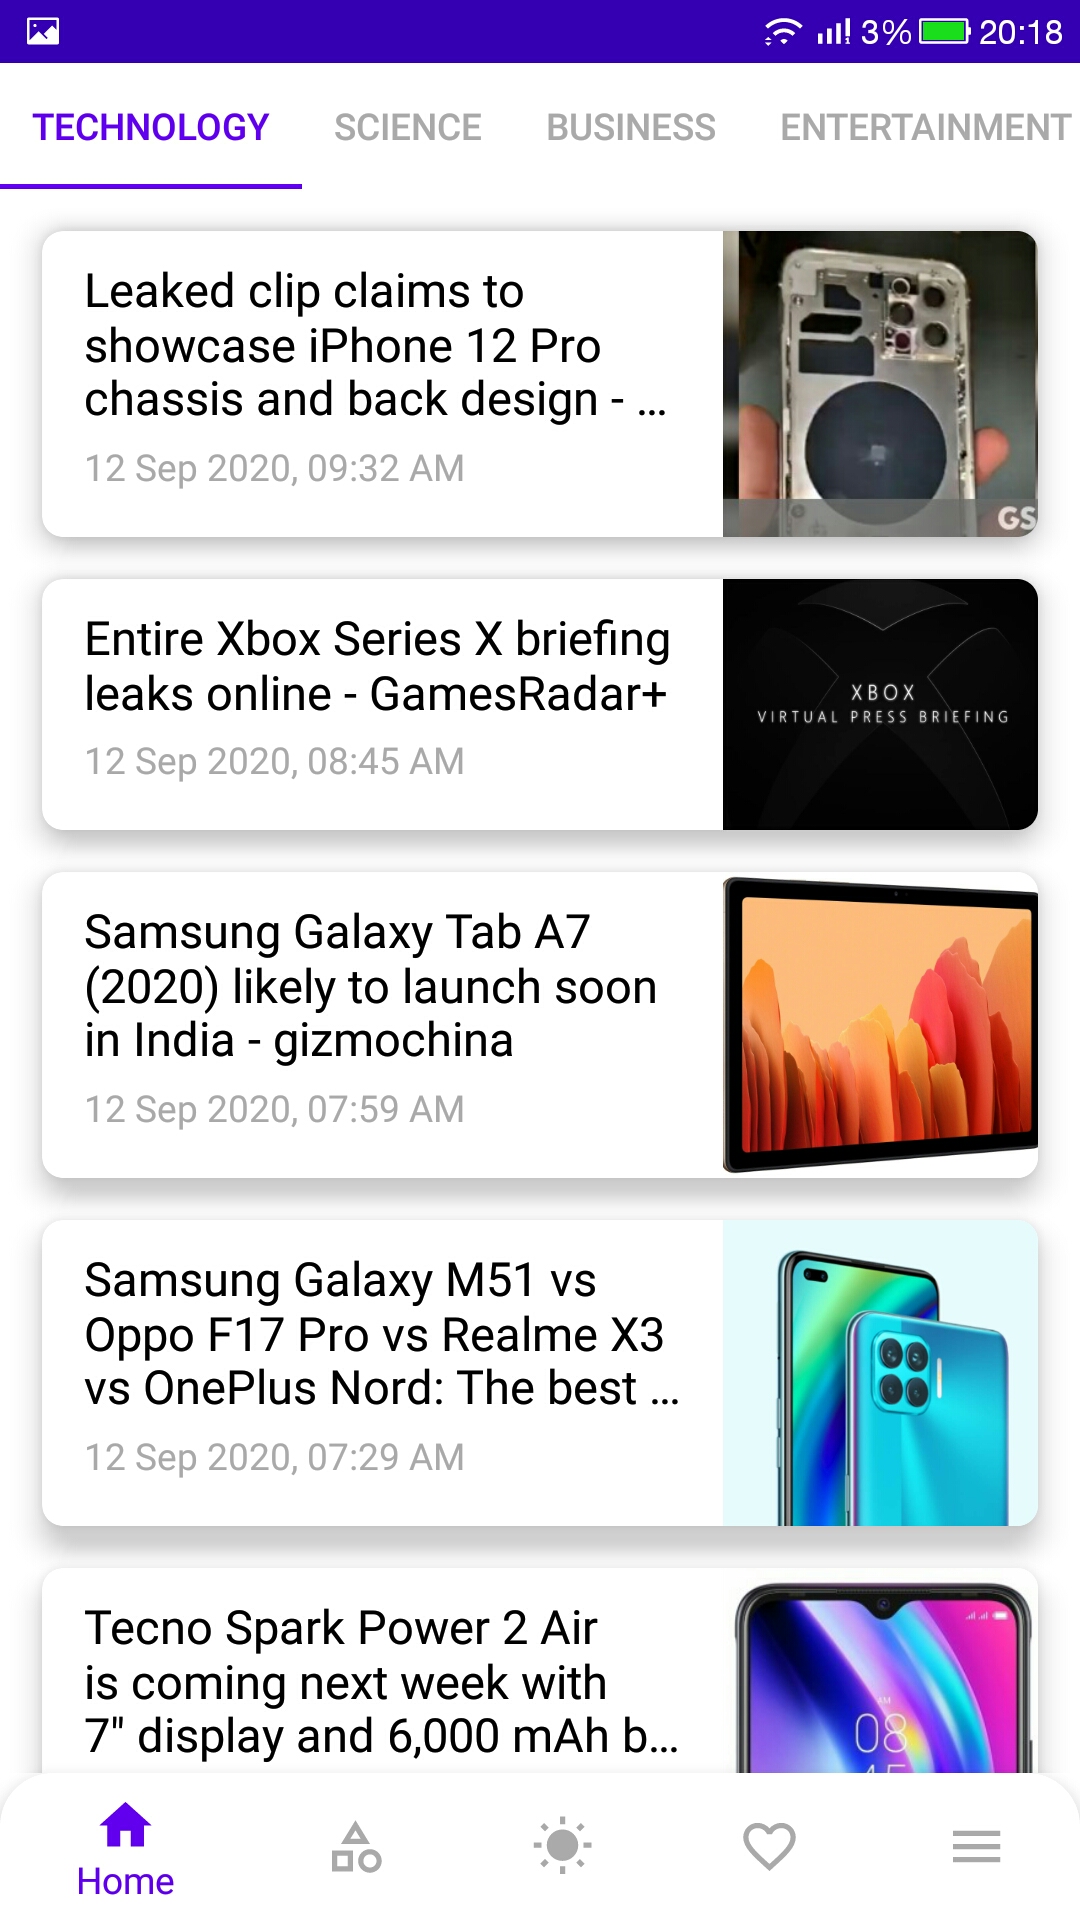 3% 20:18
TECHNOLOGY SCIENCE BUSINESS ENTERTAINMENT
Leaked clip claims to
showcase iPhone 12 Pro
chassis and back design - ...
12 Sep 2020, 09:32 AM
GS
Entire Xbox Series X briefing
leaks online - GamesRadar+
12 Sep 2020, 08:45 AM
XBOX
VIRTUAL PRESS BRIEFING
Samsung Galaxy Tab A7
(2020) likely to launch soon
in India - gizmochina
12 Sep 2020, 07:59 AM
Samsung Galaxy M51 vs
Oppo F17 Pro vs Realme X3
vs OnePlus Nord: The best ...
12 Sep 2020, 07:29 AM
Tecno Spark Power 2 Air
is coming next week with
7" display and 6,000 mAh b...
AM
08
Home